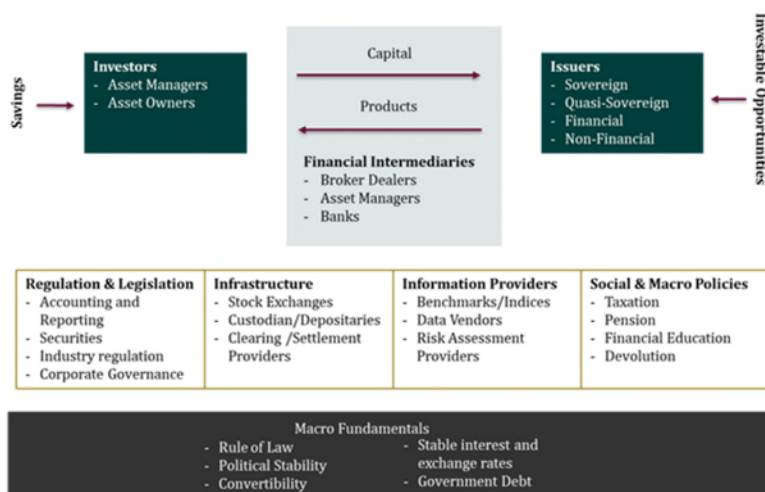 Savings
Investors
- Asset Managers
- Asset Owners
Capital
Products
Financial Intermediaries
- Broker Dealers
- Asset Managers
- Banks
Issuers
- Sovereign
- Quasi-Sovereign
- Financial
- Non-Financial
Investable
Opportunities
Regulation & Legislation
- Accounting and
Reporting
- Securities
- Industry regulation
- Corporate Governance
Infrastructure
- Stock Exchanges
- Custodian/Depositaries
- Clearing /Settlement
Providers
Information Providers
- Benchmarks/Indices
- Data Vendors
- Risk Assessment
Providers
Social & Macro Policies
- Taxation
- Pension
- Financial Education
- Devolution
Macro Fundamentals
- Rule of Law
- Political Stability
- Convertibility
- Stable interest and
exchange rates
- Government Debt